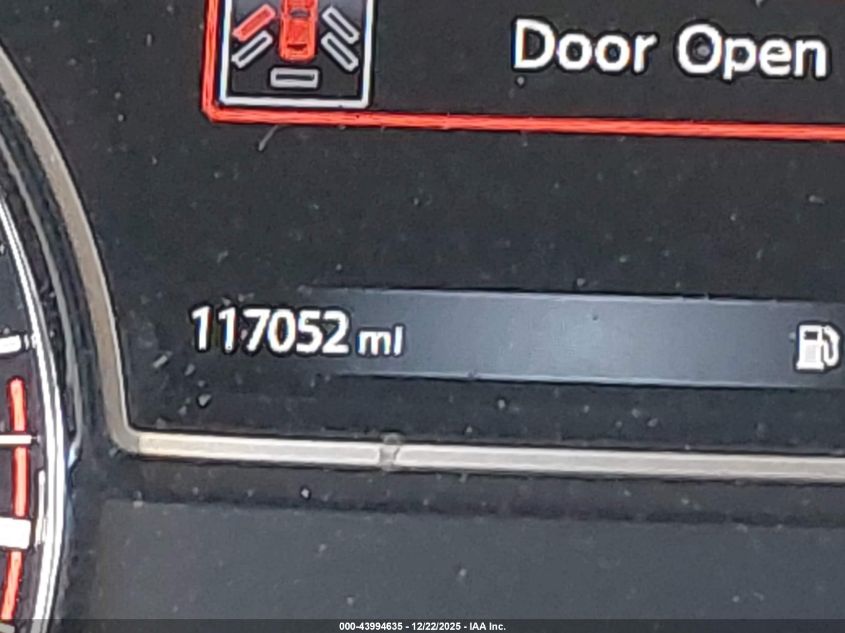 Door Open
117052 mi
000-43994635 - 12/22/2025 - IAA Inc.